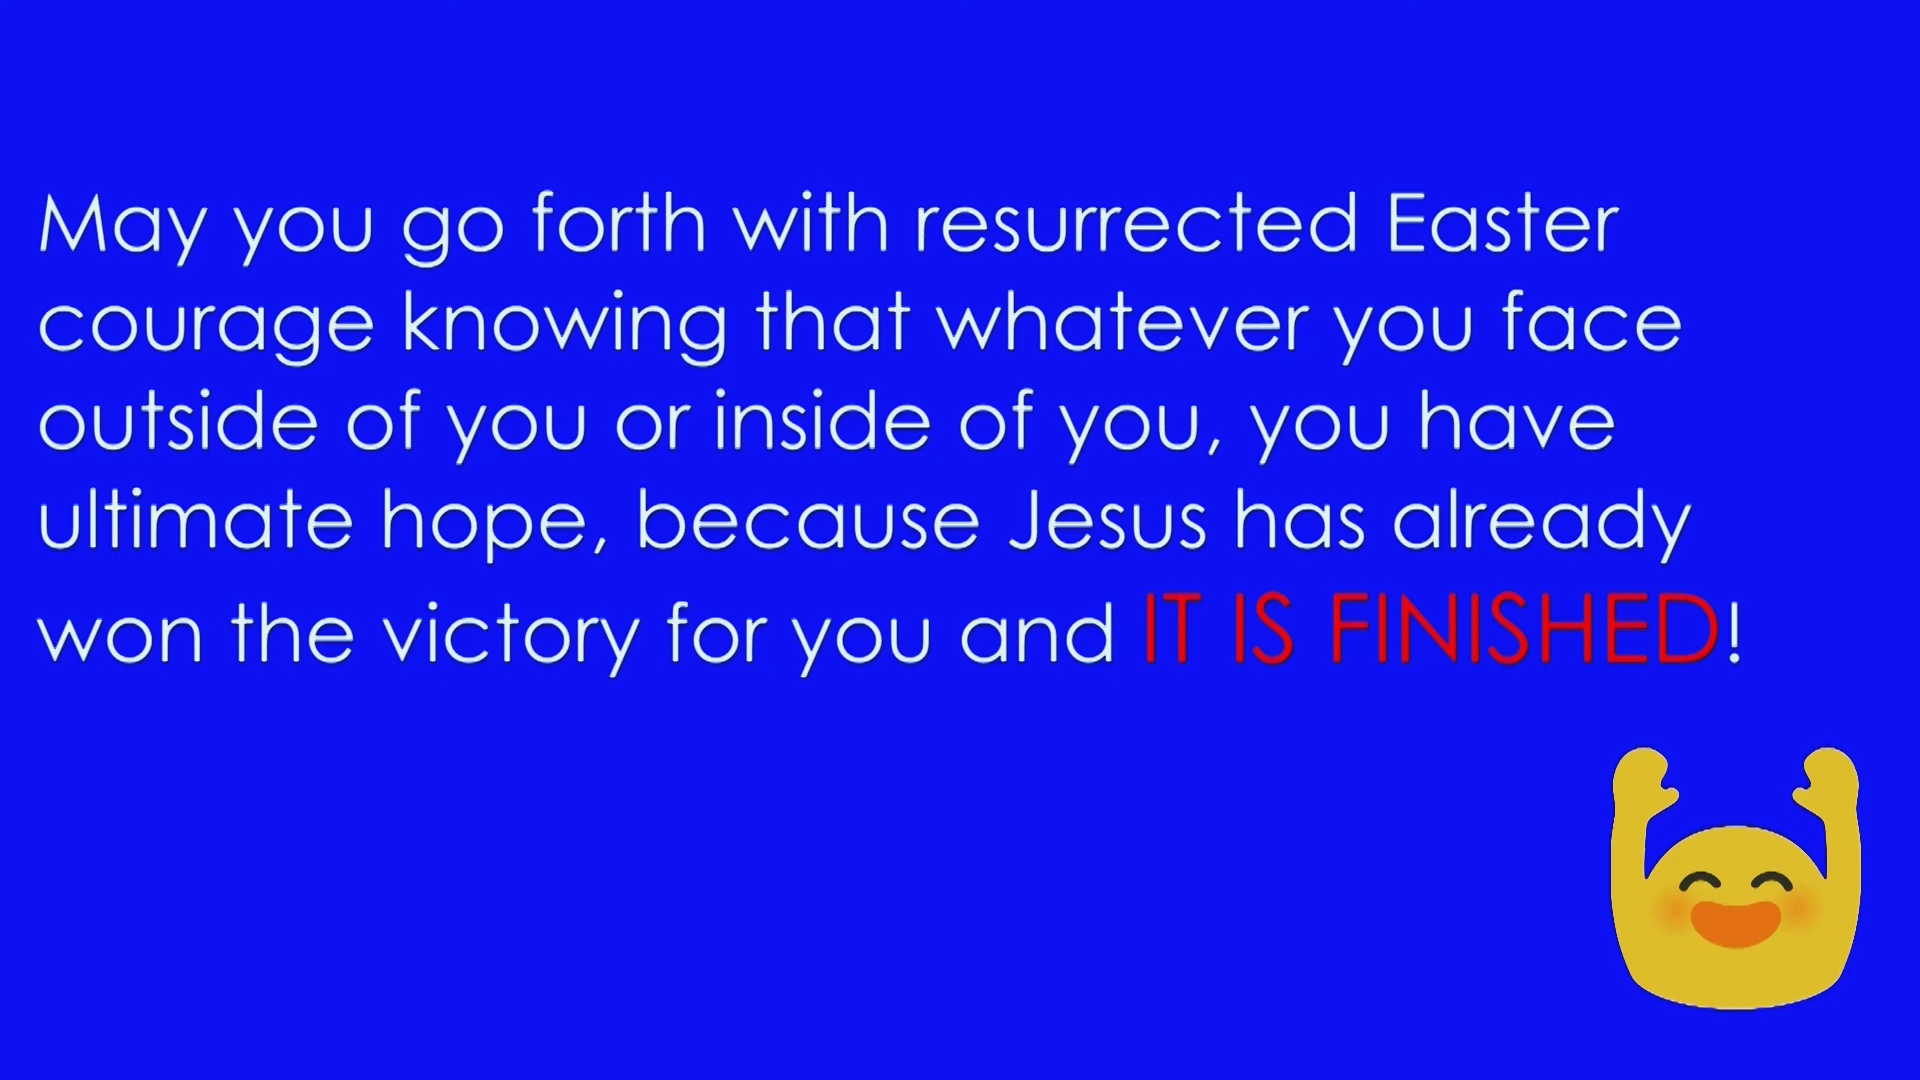 May you go forth with resurrected Easter
courage knowing that whatever you face
outside of you or inside of you, you have
ultimate hope, because Jesus has already
won the victory for you and IT IS FINISHED!